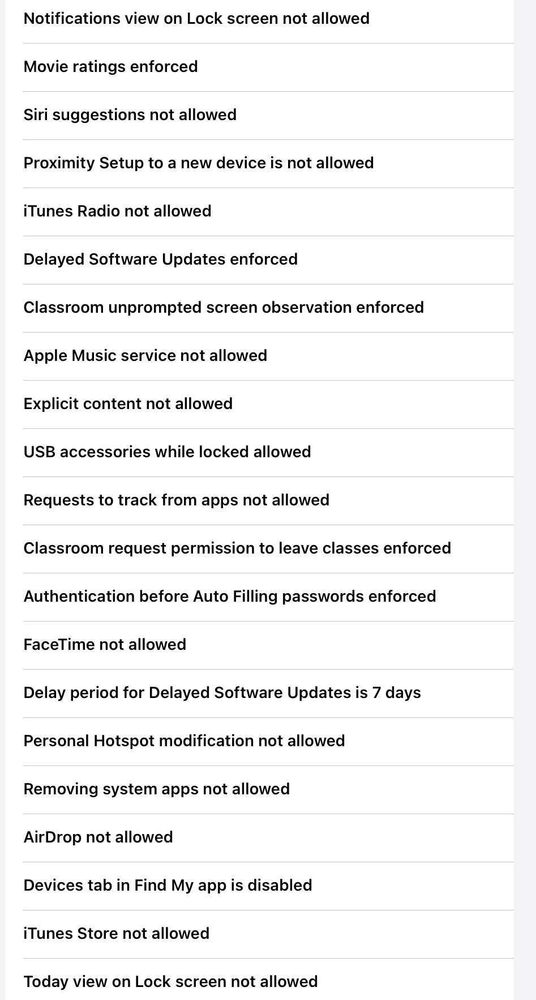 Notifications view on Lock screen not allowed
Movie ratings enforced
Siri suggestions not allowed
Proximity Setup to a new device is not allowed
iTunes Radio not allowed
Delayed Software Updates enforced
Classroom unprompted screen observation enforced
Apple Music service not allowed
Explicit content not allowed
USB accessories while locked allowed
Requests to track from apps not allowed
Classroom request permission to leave classes enforced
Authentication before Auto Filling passwords enforced
FaceTime not allowed
Delay period for Delayed Software Updates is 7 days
Personal Hotspot modification not allowed
Removing system apps not allowed
AirDrop not allowed
Devices tab in Find My app is disabled
iTunes Store not allowed
Today view on Lock screen not allowed